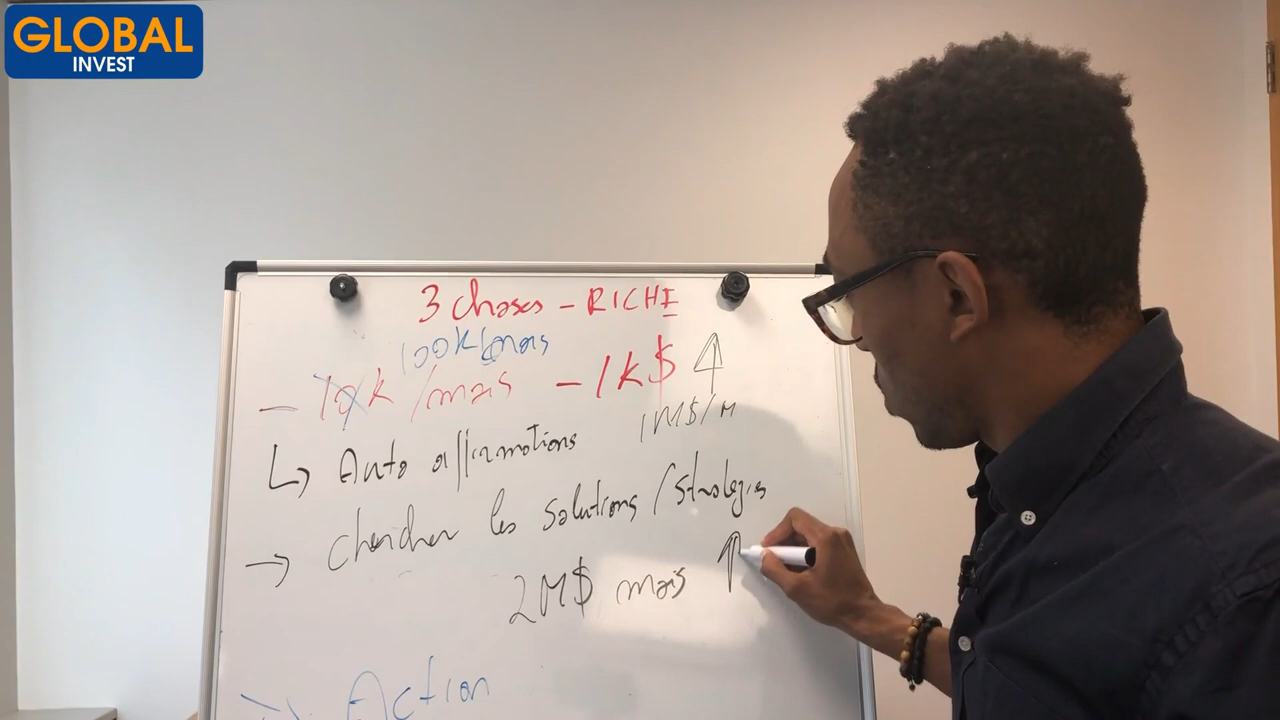 GLOBAL
INVEST
3 choses - RICHE
100K/mois
- 10k /mois - 1K$
1M$/M
Auto affirmations
chercher les solutions / Strategies
2M$ mois
Action